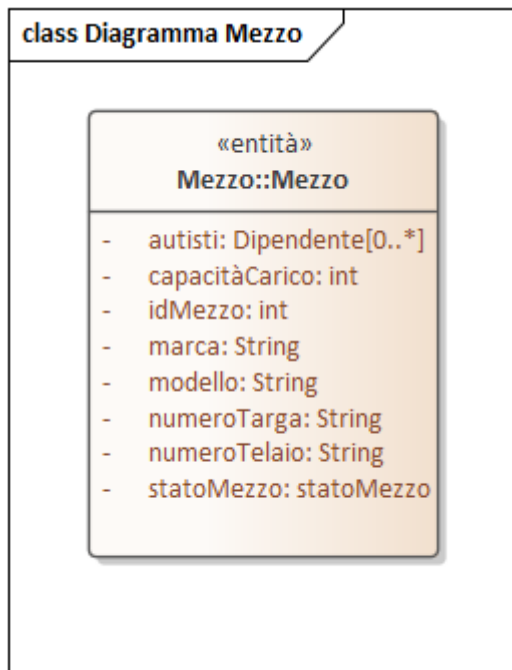 class Diagramma Mezzo
«entità»
Mezzo::Mezzo
- autisti: Dipendente[0..*]
- capacitàCarico: int
- idMezzo: int
- marca: String
- modello: String
- numeroTarga: String
- numeroTelaio: String
- statoMezzo: statoMezzo